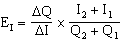 E_I = ΔQ/ΔI × (I_2 + I_1)/(Q_2 + Q_1)